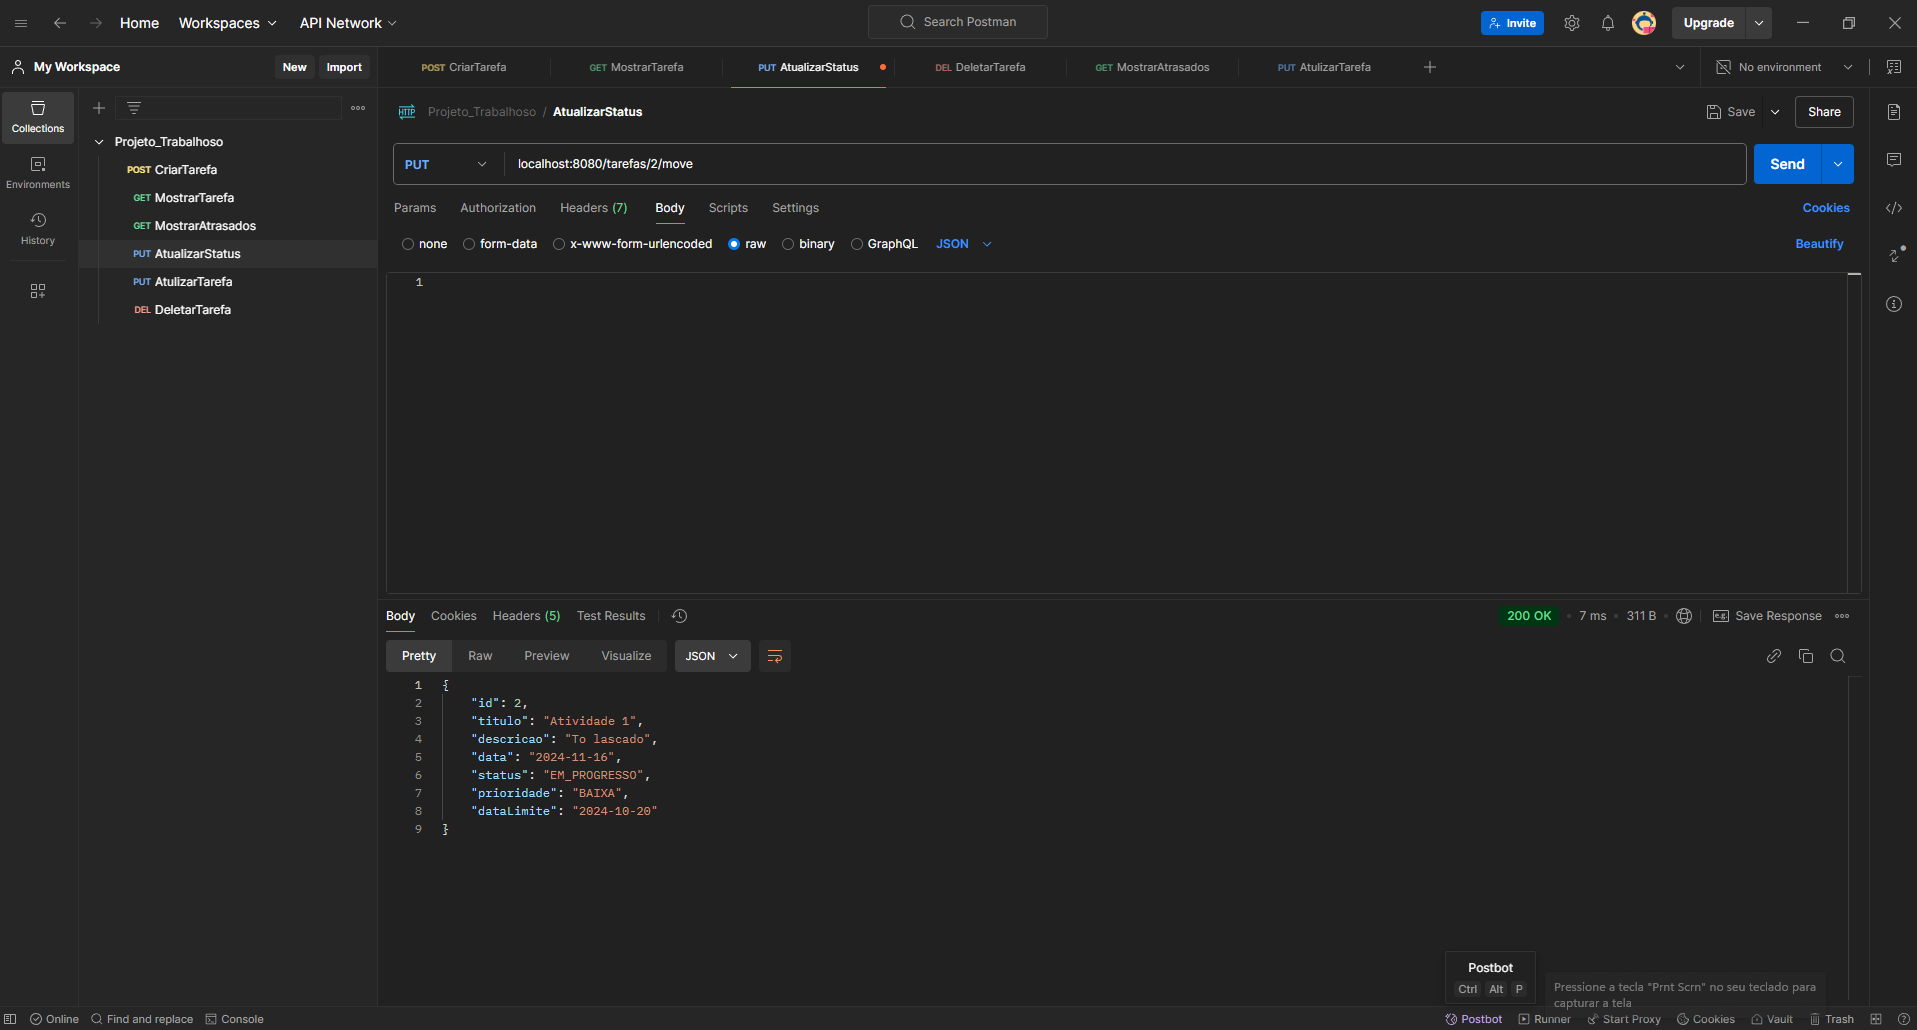 Home Workspaces API Network Search Postman Invite Upgrade
My Workspace New Import POST CriarTarefa GET MostrarTarefa PUT AtualizarStatus DEL DeletarTarefa GET MostrarAtrasados PUT AtulizarTarefa No environment
Collections
Environments
History
Projeto_Trabalhoso
POST CriarTarefa
GET MostrarTarefa
GET MostrarAtrasados
PUT AtualizarStatus
PUT AtulizarTarefa
DEL DeletarTarefa
HTTP Projeto_Trabalhoso / AtualizarStatus Save Share
PUT localhost:8080/tarefas/2/move Send
Params Authorization Headers (7) Body Scripts Settings Cookies
none form-data x-www-form-urlencoded raw binary GraphQL JSON Beautify
1
Body Cookies Headers (5) Test Results 200 OK • 7 ms • 311 B • e.g. Save Response
Pretty Raw Preview Visualize JSON
1 {
2 "id": 2,
3 "titulo": "Atividade 1",
4 "descricao": "To lascado",
5 "data": "2024-11-16",
6 "status": "EM_PROGRESSO",
7 "prioridade": "BAIXA",
8 "dataLimite": "2024-10-20"
9 }
Postbot
Ctrl Alt P
Pressione a tecla "Prnt Scrn" no seu teclado para
capturar a tela
Online Find and replace Console Postbot Runner Start Proxy Cookies Vault Trash